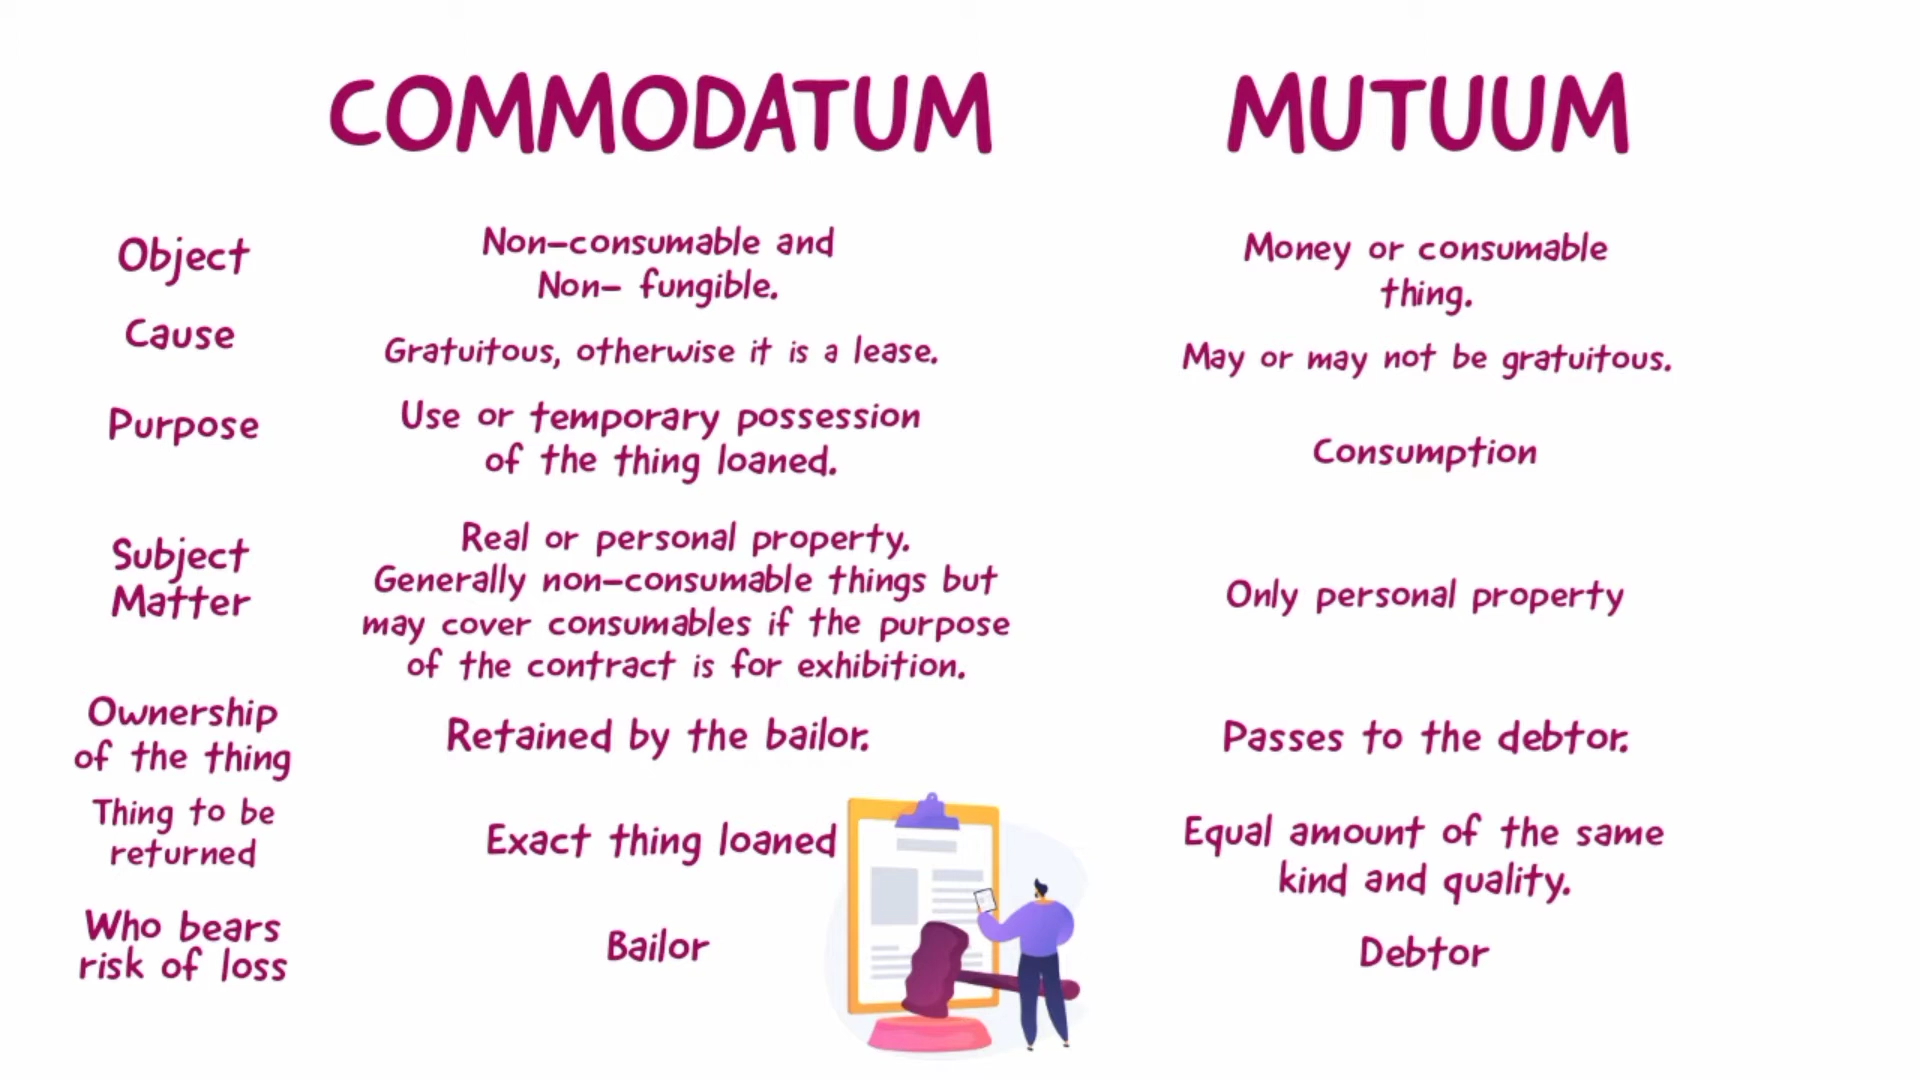 COMMODATUM MUTUUM
Object
Non-consumable and
Non- fungible.
Money or consumable
thing.
Cause
Gratuitous, otherwise it is a lease.
May or may not be gratuitous.
Purpose
Use or temporary possession
of the thing loaned.
Consumption
Subject
Matter
Real or personal property.
Generally non-consumable things but
may cover consumables if the purpose
of the contract is for exhibition.
Only personal property
Ownership
of the thing
Retained by the bailor.
Passes to the debtor.
Thing to be
returned
Exact thing loaned
Equal amount of the same
kind and quality.
Who bears
risk of loss
Bailor
Debtor